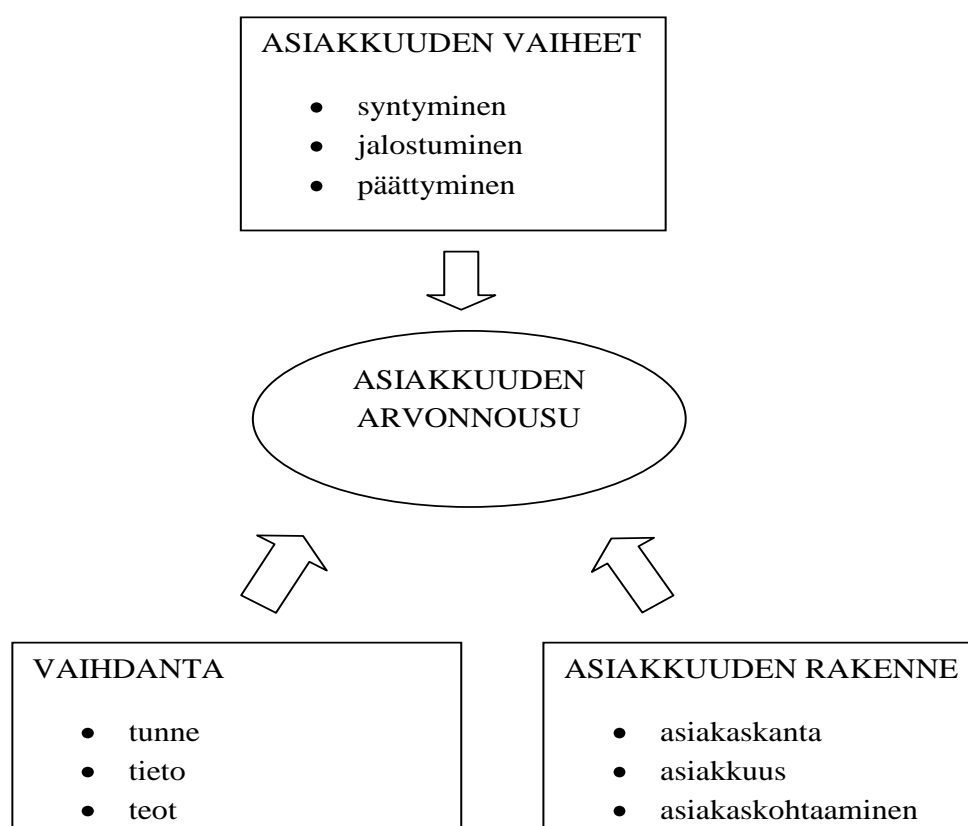 ASIAKKUUDEN VAIHEET
• syntyminen
• jalostuminen
• päättyminen
ASIAKKUUDEN
ARVONNOUSU
VAIHDANTA
• tunne
• tieto
• teot
ASIAKKUUDEN RAKENNE
• asiakaskanta
• asiakkuus
• asiakaskohtaaminen